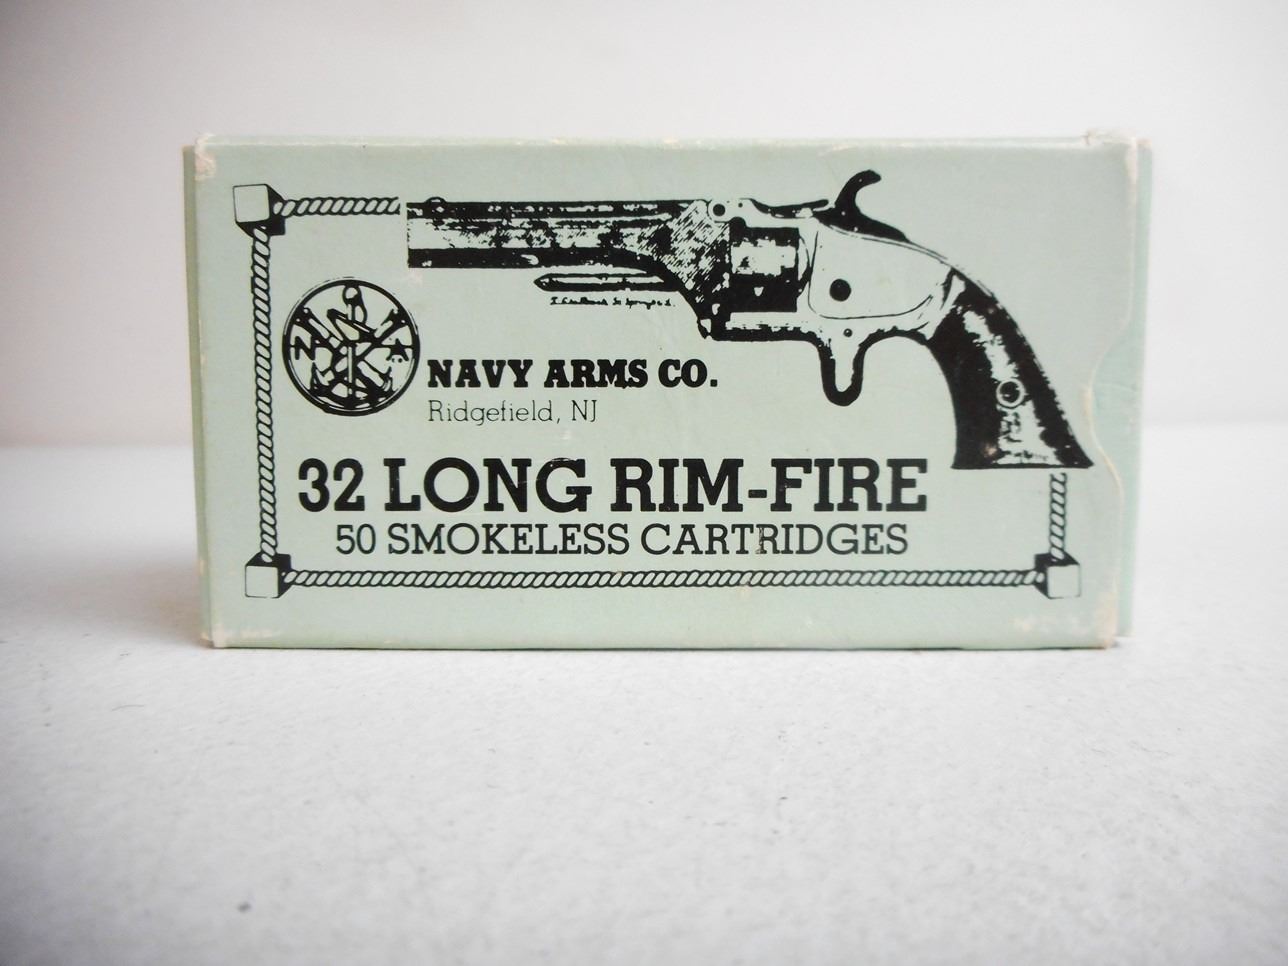 NAVY ARMS CO.
Ridgefield, NJ
32 LONG RIM-FIRE
50 SMOKELESS CARTRIDGES